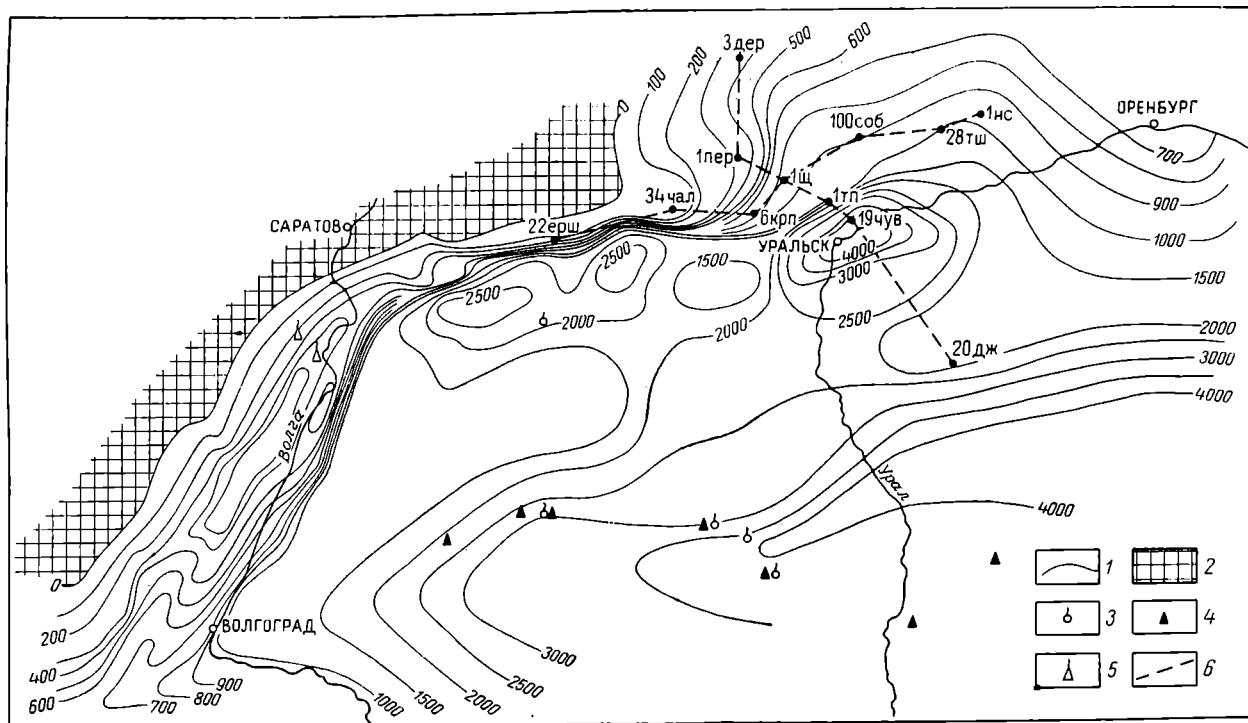 3дер
500
600
200
100
0
ОРЕНБУРГ
100соб
1нс
28тш
1пер
1щ
700
34чал
1тп
900
САРАТОВ
22ерш
6крп
19чув
УРАЛЬСК
4000
1000
2500
1500
3000
1500
2500
2500
2000
2000
2000
3000
20дж
4000
Волга
Урал
4000
0
1
2
200
ВОЛГОГРАД
3
4
400
3000
600
900
2500
5
6
800
2000
700
1500
1000